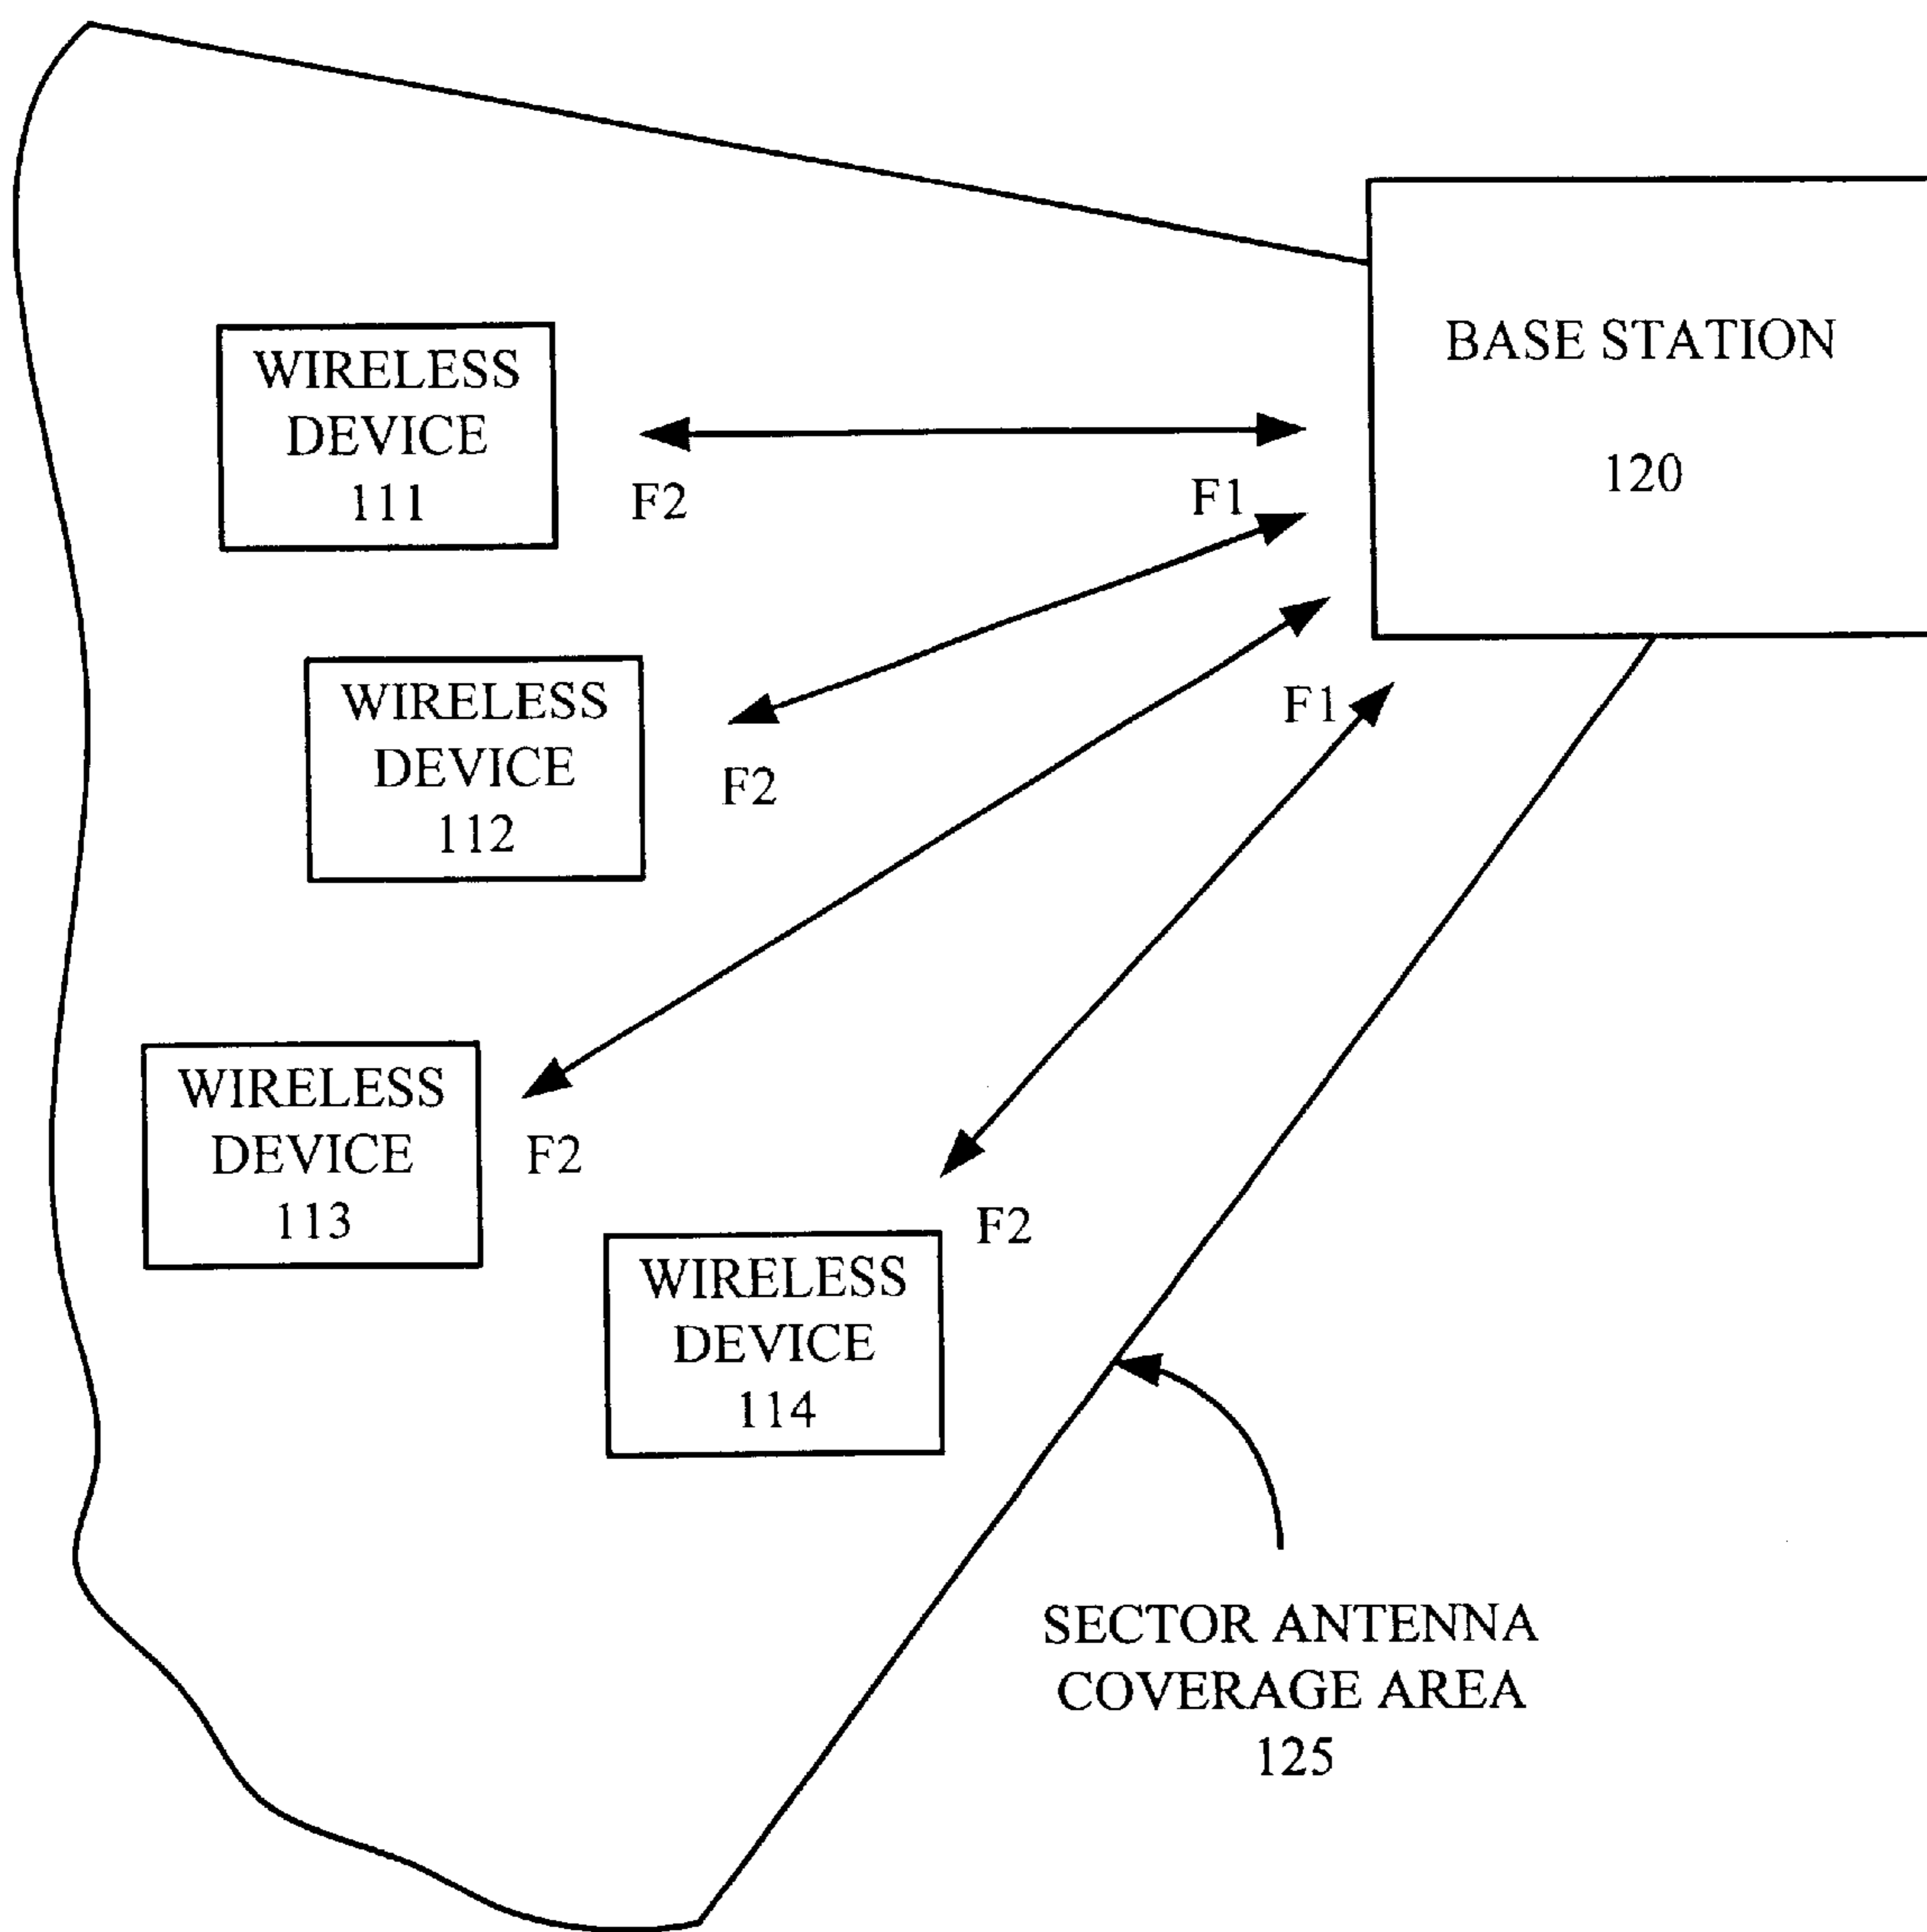 BASE STATION
120
WIRELESS
DEVICE
111
F2
F1
WIRELESS
DEVICE
112
F2
F1
WIRELESS
DEVICE
113
F2
WIRELESS
DEVICE
114
F2
SECTOR ANTENNA
COVERAGE AREA
125